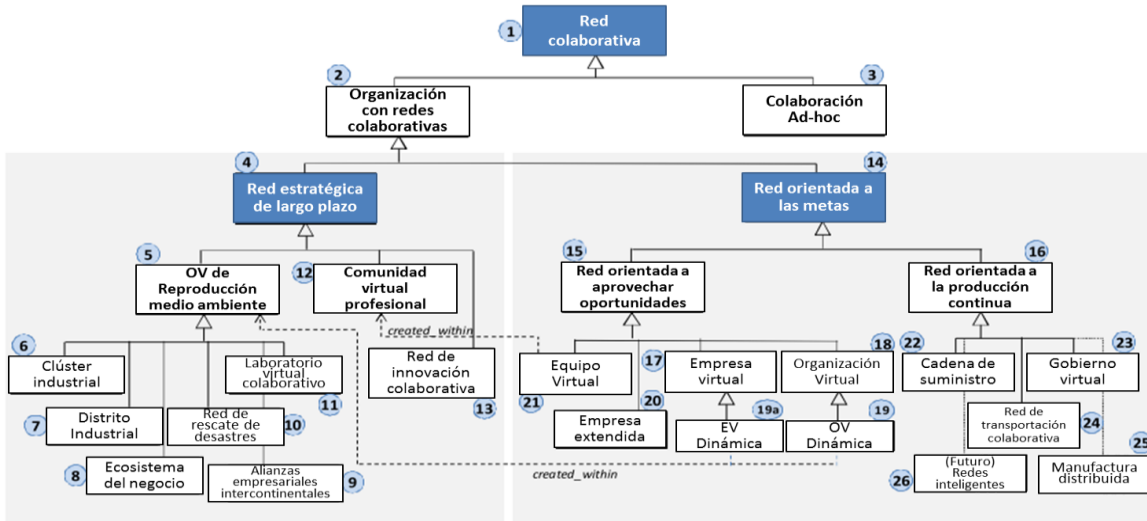 1
Red
colaborativa
2
Organización
con redes
colaborativas
3
Colaboración
Ad-hoc
4
Red estratégica
de largo plazo
14
Red orientada a
las metas
5
OV de
Reproducción
medio ambiente
12
Comunidad
virtual
profesional
15
Red orientada a
aprovechar
oportunidades
16
Red orientada a
la producción
continua
created_within
6
Clúster
industrial
Laboratorio
virtual
colaborativo
11
Red de
innovación
colaborativa
13
Equipo
Virtual
21
17
Empresa
virtual
18
Organización
Virtual
22
Cadena de
suministro
23
Gobierno
virtual
7
Distrito
Industrial
Red de
rescate de
desastres
10
20
Empresa
extendida
19a
EV
Dinámica
19
OV
Dinámica
Red de
transportación
colaborativa
24
8
Ecosistema
del negocio
Alianzas
empresariales
intercontinentales
9
created_within
26
(Futuro)
Redes
inteligentes
25
Manufactura
distribuida